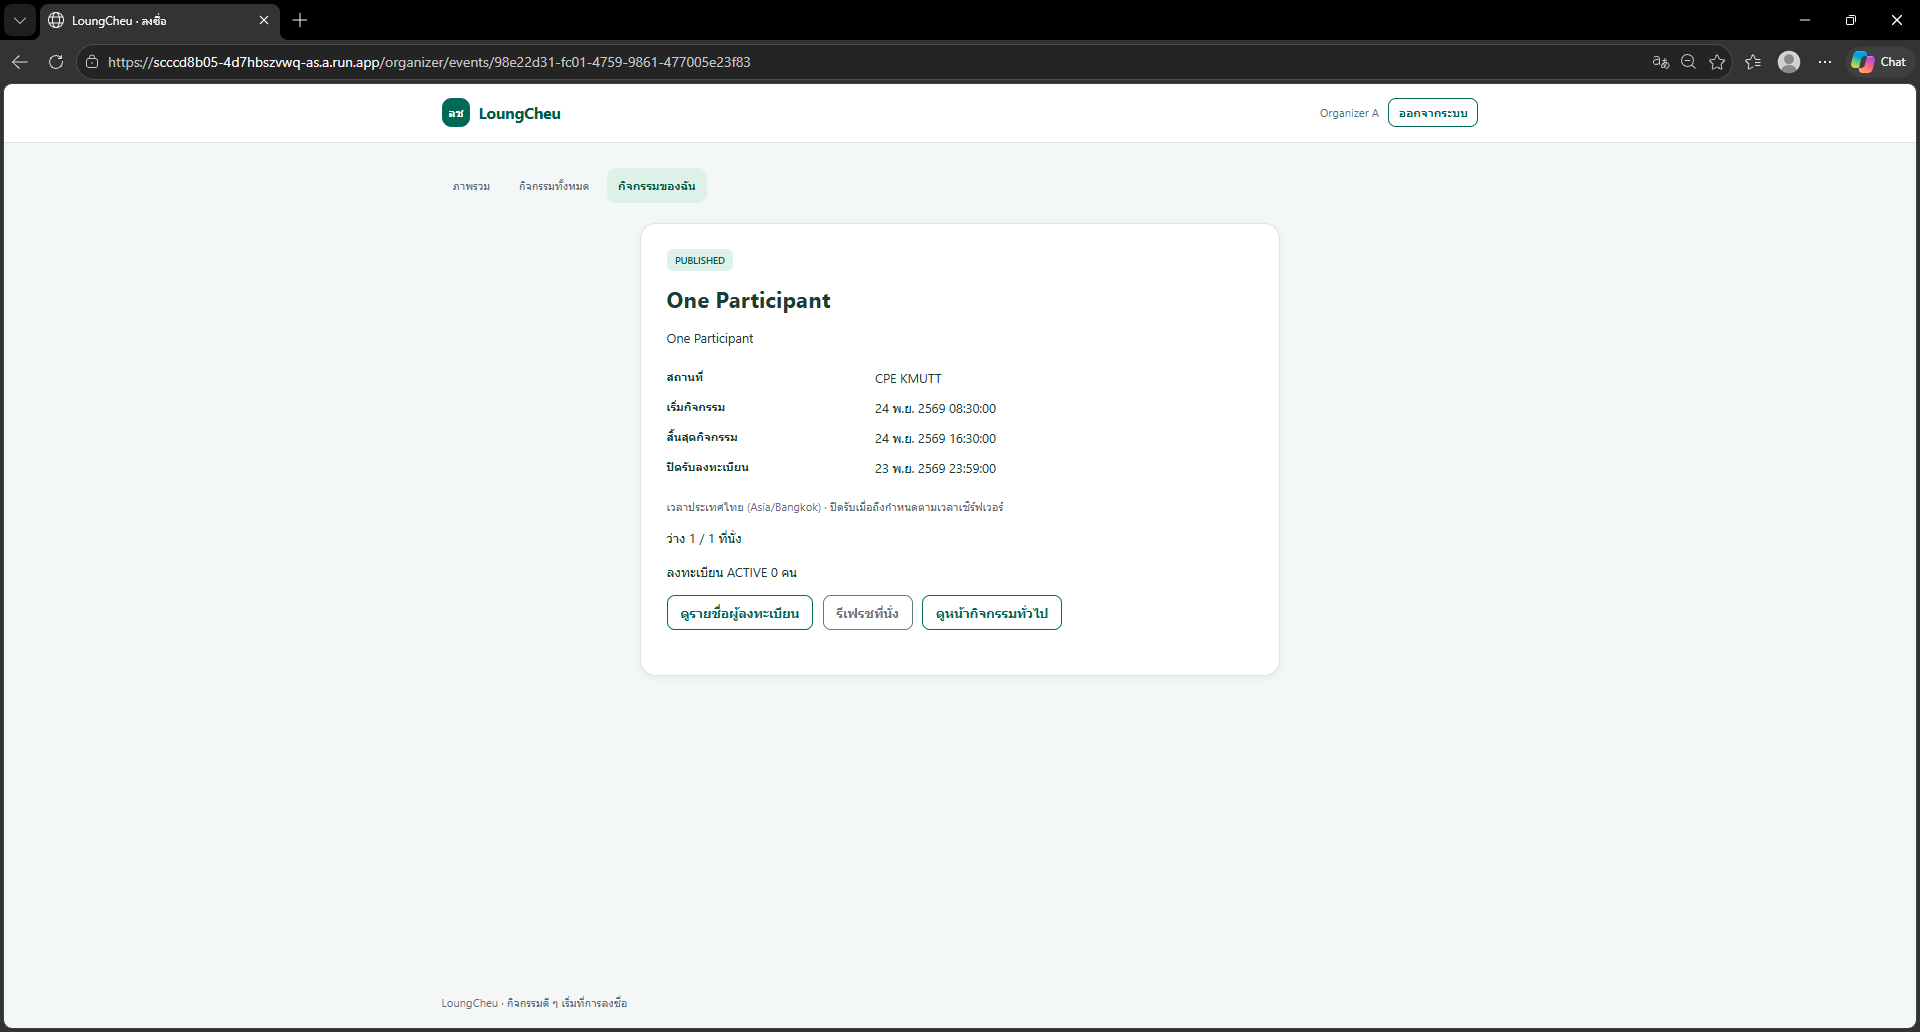 LoungCheu · ลงชื่อ
https://scccd8b05-4d7hbszvwq-as.a.run.app/organizer/events/98e22d31-fc01-4759-9861-477005e23f83
Chat
ลช LoungCheu
Organizer A ออกจากระบบ
ภาพรวม กิจกรรมทั้งหมด กิจกรรมของฉัน
PUBLISHED
One Participant
One Participant
สถานที่ CPE KMUTT
เริ่มกิจกรรม 24 พ.ย. 2569 08:30:00
สิ้นสุดกิจกรรม 24 พ.ย. 2569 16:30:00
ปิดรับลงทะเบียน 23 พ.ย. 2569 23:59:00
เวลาประเทศไทย (Asia/Bangkok) · ปิดรับเมื่อถึงกำหนดตามเวลาเซิร์ฟเวอร์
ว่าง 1 / 1 ที่นั่ง
ลงทะเบียน ACTIVE 0 คน
ดูรายชื่อผู้ลงทะเบียน รีเฟรชที่นั่ง ดูหน้ากิจกรรมทั่วไป
LoungCheu · กิจกรรมดี ๆ เริ่มที่การลงชื่อ